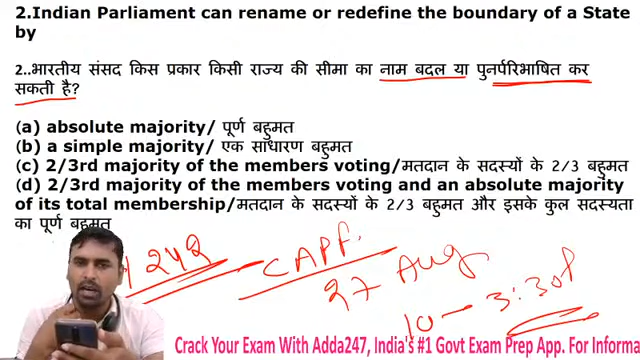 2.Indian Parliament can rename or redefine the boundary of a State
by
2..भारतीय संसद किस प्रकार किसी राज्य की सीमा का नाम बदल या पुनर्परिभाषित कर
सकती है?
(a) absolute majority/ पूर्ण बहुमत
(b) a simple majority/ एक साधारण बहुमत
(c) 2/3rd majority of the members voting/मतदान के सदस्यों के 2/3 बहुमत
(d) 2/3rd majority of the members voting and an absolute majority
of its total membership/मतदान के सदस्यों के 2/3 बहुमत और इसके कुल सदस्यता
का पूर्ण बहुमत
242 CAPF.
27 Aug
10 - 3:30P
Crack Your Exam With Adda247, India's #1 Govt Exam Prep App. For Informa